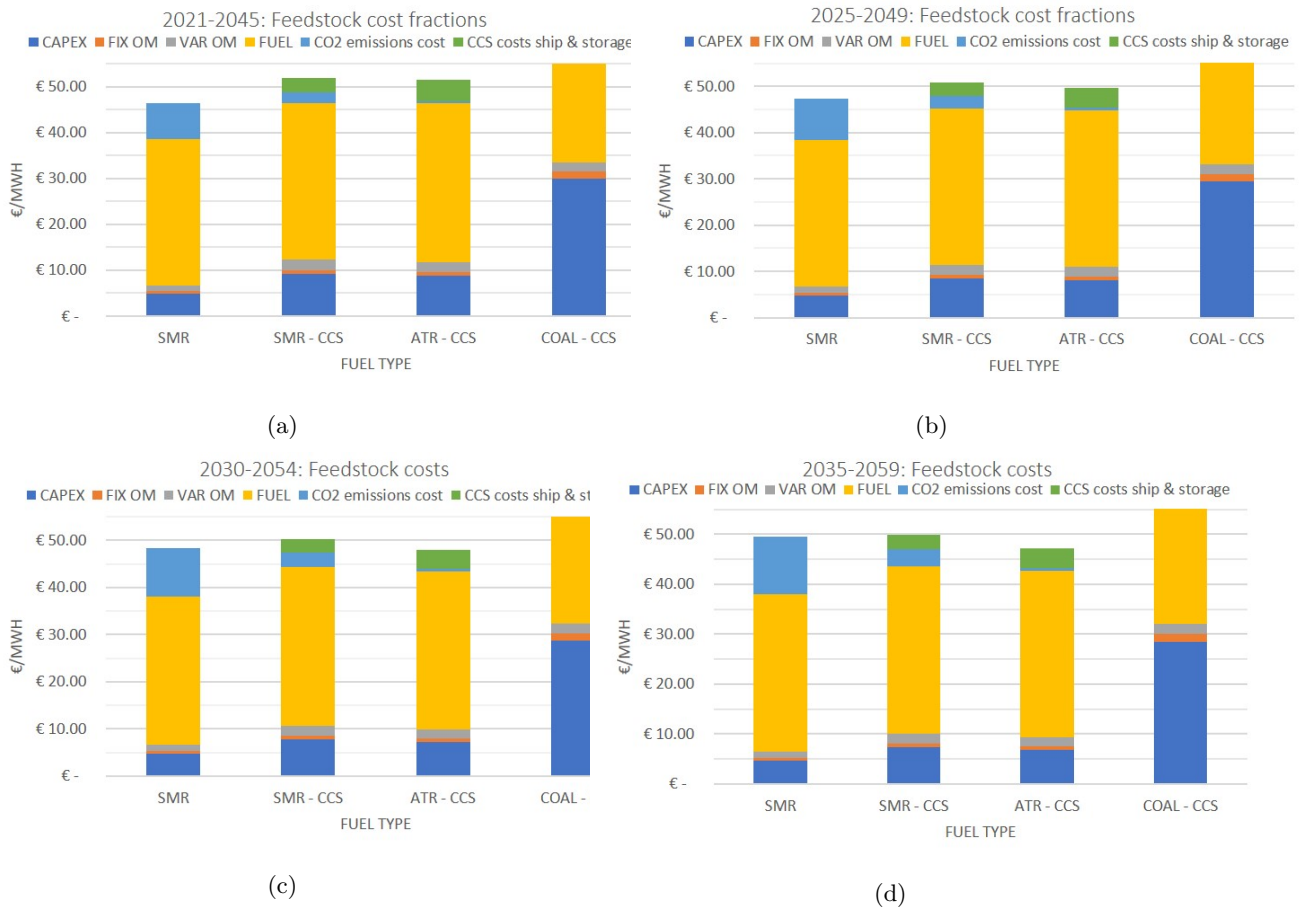 2021-2045: Feedstock cost fractions
CAPEX FIX OM VAR OM FUEL CO2 emissions cost CCS costs ship & storage
€ 50.00
€ 40.00
€ 30.00
€ 20.00
€ 10.00
€ -
€/MWH
SMR SMR - CCS ATR - CCS COAL - CCS
FUEL TYPE
(a)
2025-2049: Feedstock cost fractions
CAPEX FIX OM VAR OM FUEL CO2 emissions cost CCS costs ship & storage
€ 50.00
€ 40.00
€ 30.00
€ 20.00
€ 10.00
€ -
€/MWH
SMR SMR - CCS ATR - CCS COAL - CCS
FUEL TYPE
(b)
2030-2054: Feedstock costs
CAPEX FIX OM VAR OM FUEL CO2 emissions cost CCS costs ship & st
€ 50.00
€ 40.00
€ 30.00
€ 20.00
€ 10.00
€ -
€/MWH
SMR SMR - CCS ATR - CCS COAL -
FUEL TYPE
(c)
2035-2059: Feedstock costs
CAPEX FIX OM VAR OM FUEL CO2 emissions cost CCS costs ship & storage
€ 50.00
€ 40.00
€ 30.00
€ 20.00
€ 10.00
€ -
€/MWH
SMR SMR - CCS ATR - CCS COAL - CCS
FUEL TYPE
(d)